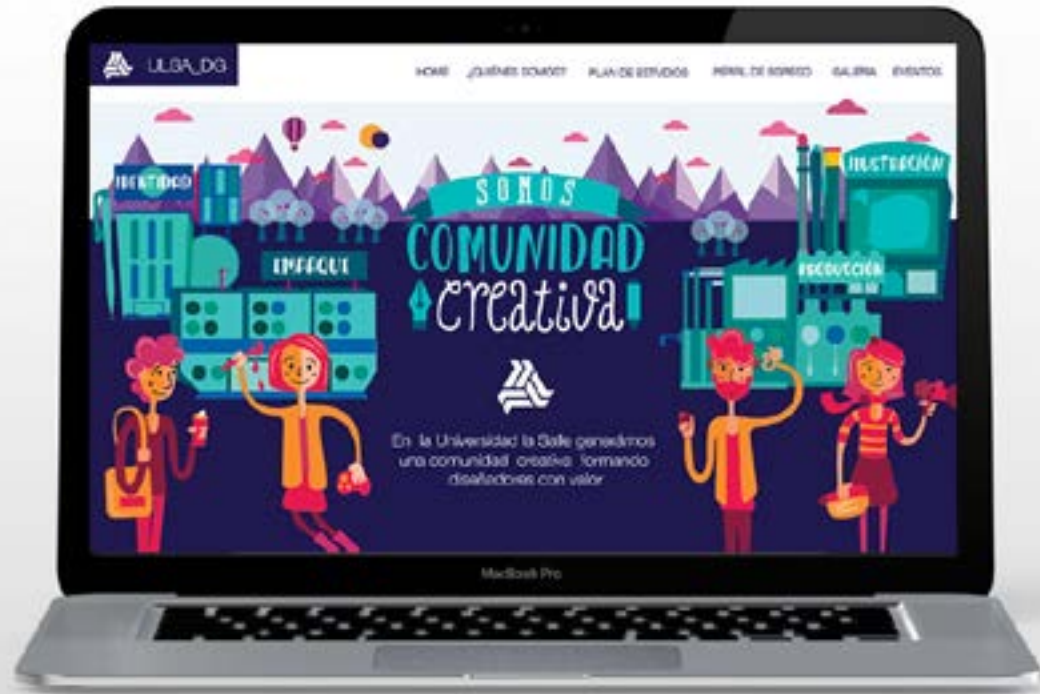 ULSA_DG
HOME ¿QUIÉNES SOMOS? PLAN DE ESTUDIOS PERFIL DE EGRESO GALERIA EVENTOS
IDENTIDAD
ILUSTRACIÓN
SOMOS
COMUNIDAD
creativa
EMPAQUE
PRODUCCIÓN
En la Universidad la Salle generámos
una comunidad creativa formando
diseñadores con valor
MacBook Pro